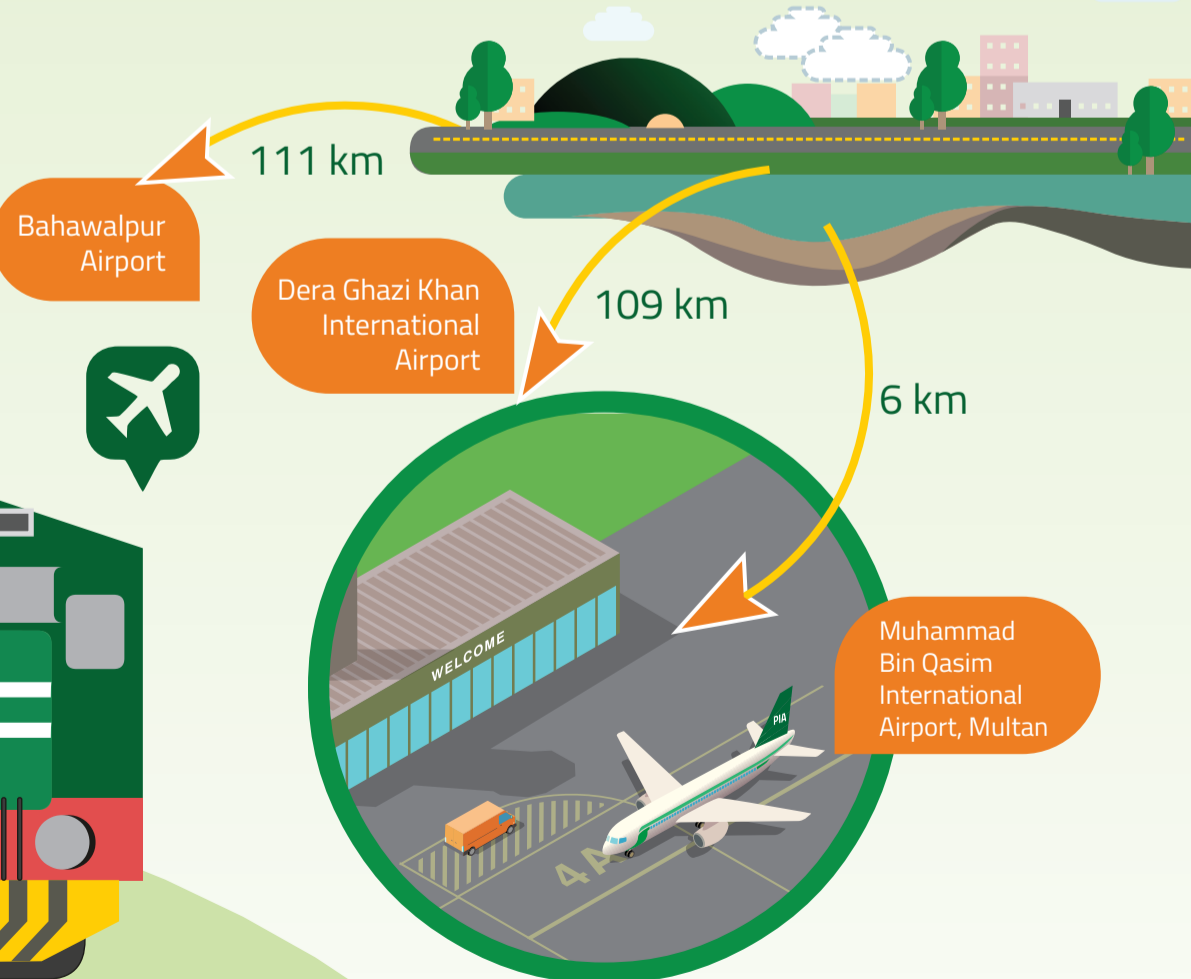 111 km
Bahawalpur
Airport
Dera Ghazi Khan
International
Airport
109 km
6 km
WELCOME
Muhammad
Bin Qasim
International
Airport, Multan
PIA
4A